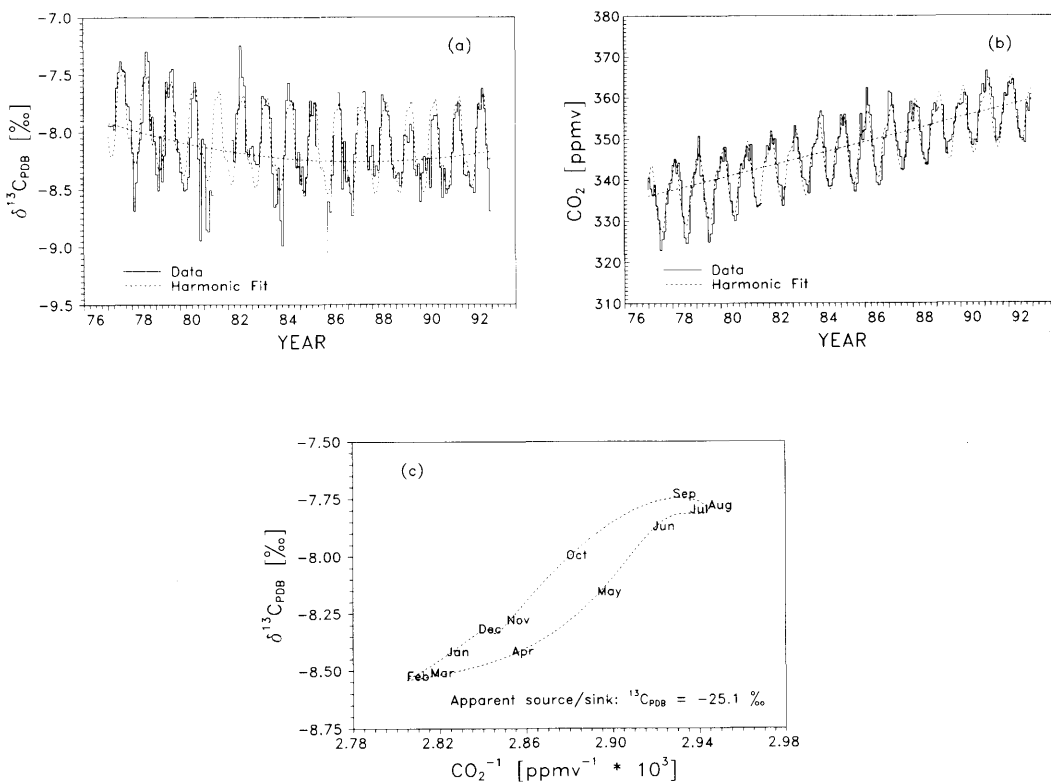 (a)
-7.0
-7.5
-8.0
-8.5
-9.0
-9.5
δ¹³C_PDB [‰]
Data
Harmonic Fit
76 78 80 82 84 86 88 90 92
YEAR
(b)
380
370
360
350
340
330
320
310
CO₂ [ppmv]
Data
Harmonic Fit
76 78 80 82 84 86 88 90 92
YEAR
(c)
-7.50
-7.75
-8.00
-8.25
-8.50
-8.75
δ¹³C_PDB [‰]
Sep
Jul Aug
Jun
Oct
May
Nov
Dec
Jan
Apr
Feb Mar
Apparent source/sink: ¹³C_PDB = -25.1 ‰
2.78 2.82 2.86 2.90 2.94 2.98
CO₂⁻¹ [ppmv⁻¹ * 10³]